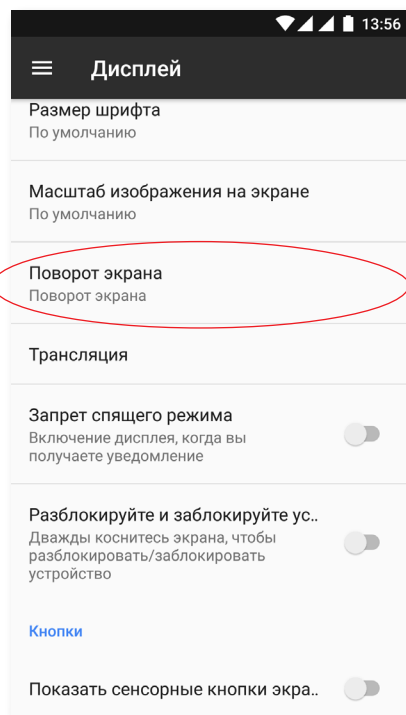 13:56
Дисплей
Размер шрифта
По умолчанию
Масштаб изображения на экране
По умолчанию
Поворот экрана
Поворот экрана
Трансляция
Запрет спящего режима
Включение дисплея, когда вы
получаете уведомление
Разблокируйте и заблокируйте ус..
Дважды коснитесь экрана, чтобы
разблокировать/заблокировать
устройство
Кнопки
Показать сенсорные кнопки экра..